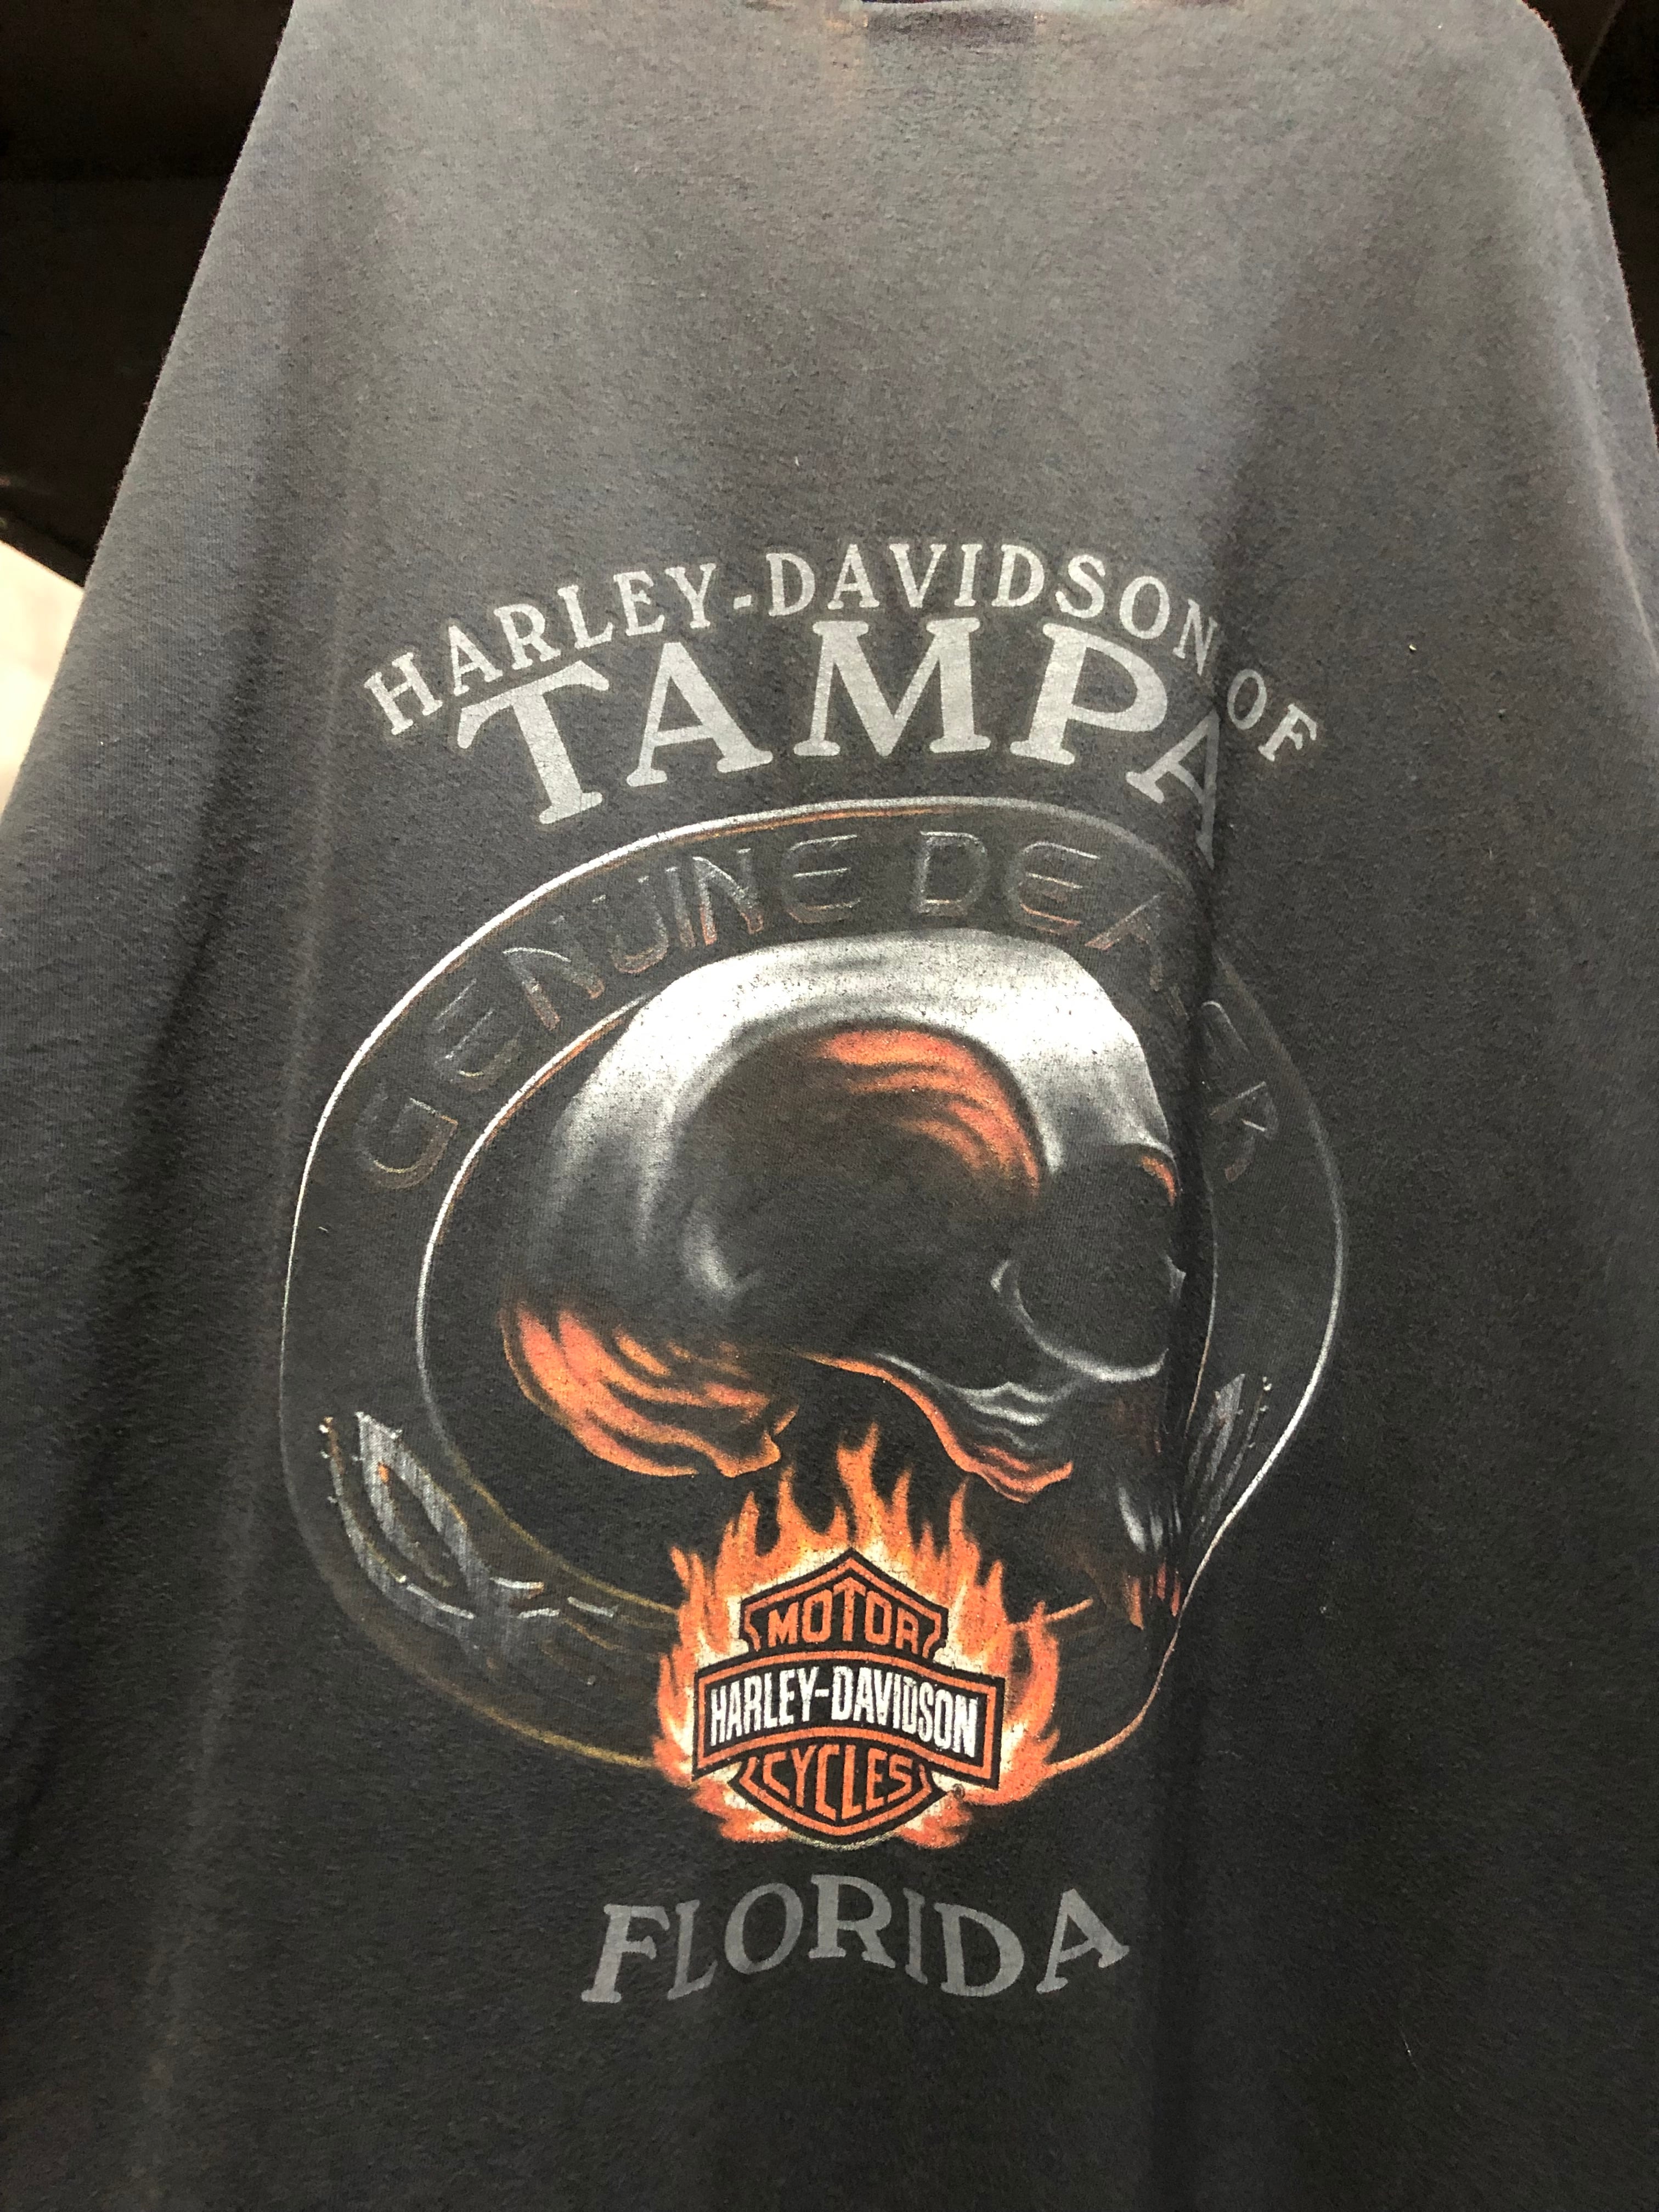 HARLEY-DAVIDSON OF
TAMPA
GENUINE DEALER
MOTOR
HARLEY-DAVIDSON
CYCLES
®
FLORIDA